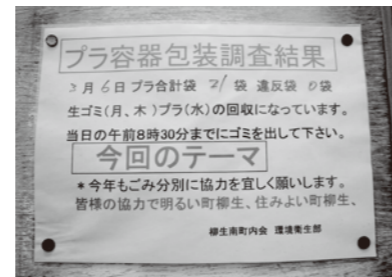 プラ容器包装調査結果
3月6日 プラ合計袋 21袋 違反袋 0袋
生ゴミ(月、木)プラ(水)の回収になっています。
当日の午前8時30分までにゴミを出して下さい。
今回のテーマ
*今年もごみ分別に協力を宜しく願いします。
皆様の協力で明るい町柳生、住みよい町柳生、
柳生南町内会 環境衛生部